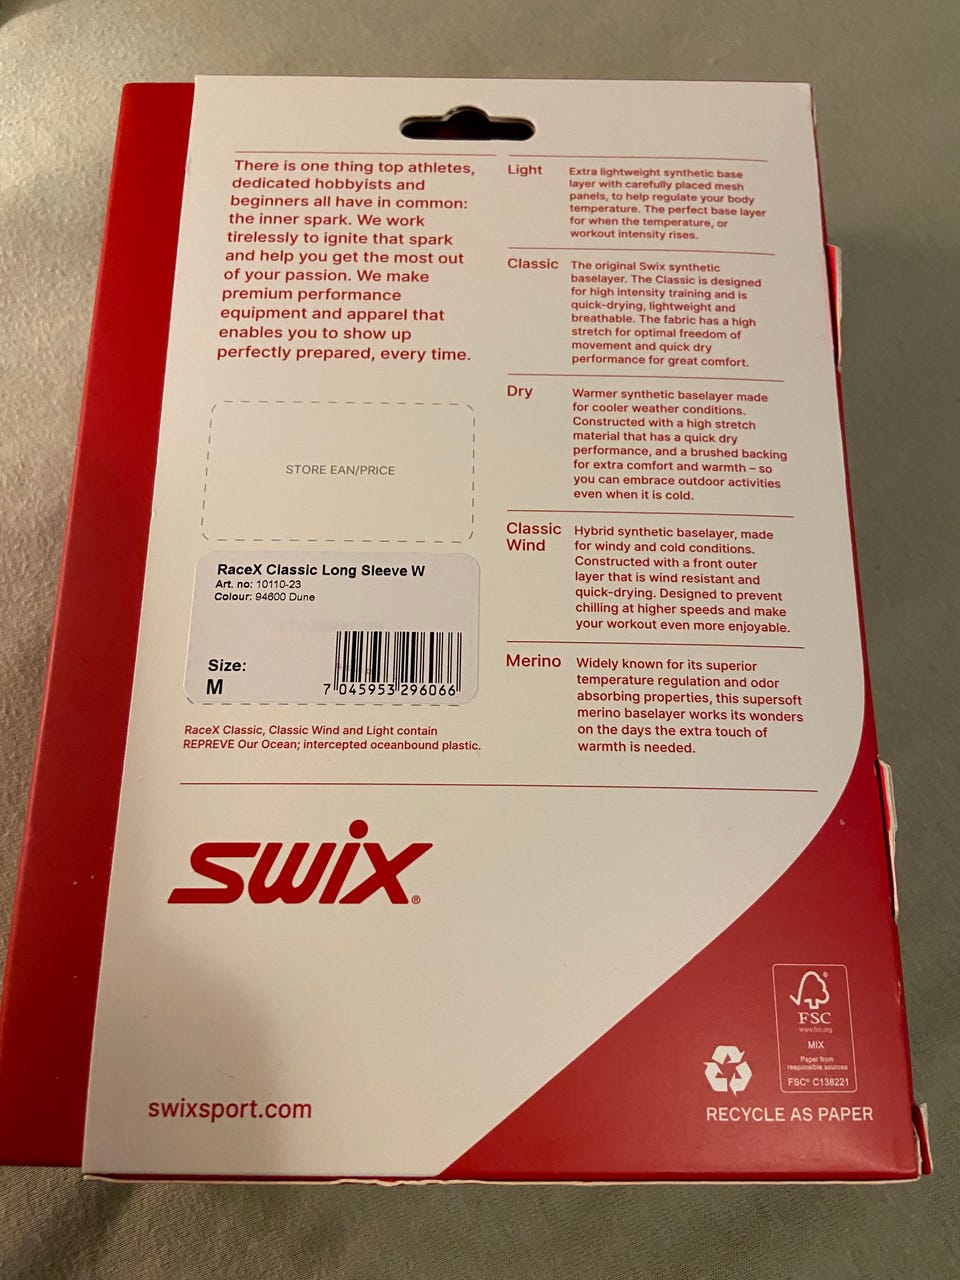 There is one thing top athletes,
dedicated hobbyists and
beginners all have in common:
the inner spark. We work
tirelessly to ignite that spark
and help you get the most out
of your passion. We make
premium performance
equipment and apparel that
enables you to show up
perfectly prepared, every time.
STORE EAN/PRICE
RaceX Classic Long Sleeve W
Art. no: 10110-23
Colour: 94600 Dune
Size:
M
7 045953 296066
RaceX Classic, Classic Wind and Light contain
REPREVE Our Ocean; intercepted oceanbound plastic.
Light
Extra lightweight synthetic base
layer with carefully placed mesh
panels, to help regulate your body
temperature. The perfect base layer
for when the temperature, or
workout intensity rises.
Classic
The original Swix synthetic
baselayer. The Classic is designed
for high intensity training and is
quick-drying, lightweight and
breathable. The fabric has a high
stretch for optimal freedom of
movement and quick dry
performance for great comfort.
Dry
Warmer synthetic baselayer made
for cooler weather conditions.
Constructed with a high stretch
material that has a quick dry
performance, and a brushed backing
for extra comfort and warmth – so
you can embrace outdoor activities
even when it is cold.
Classic
Wind
Hybrid synthetic baselayer, made
for windy and cold conditions.
Constructed with a front outer
layer that is wind resistant and
quick-drying. Designed to prevent
chilling at higher speeds and make
your workout even more enjoyable.
Merino
Widely known for its superior
temperature regulation and odor
absorbing properties, this supersoft
merino baselayer works its wonders
on the days the extra touch of
warmth is needed.
swix®
swixsport.com
®
FSC
www.fsc.org
MIX
Paper from
responsible sources
FSC® C138221
RECYCLE AS PAPER